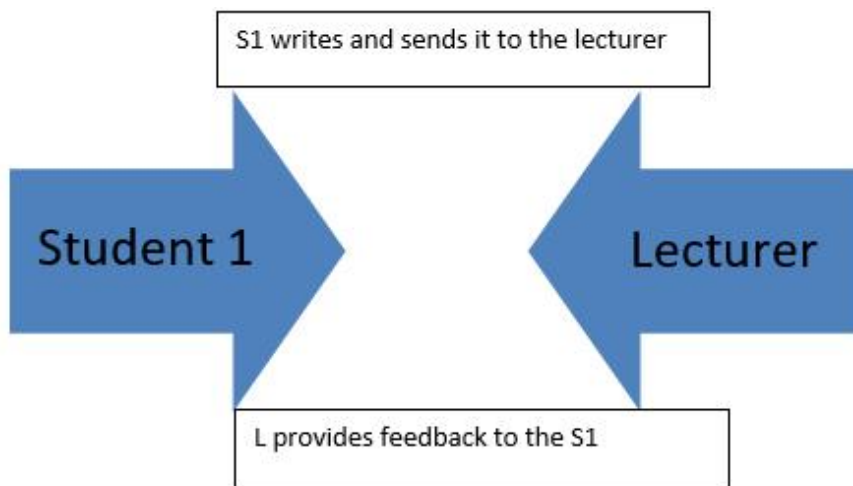 S1 writes and sends it to the lecturer
Student 1
Lecturer
L provides feedback to the S1